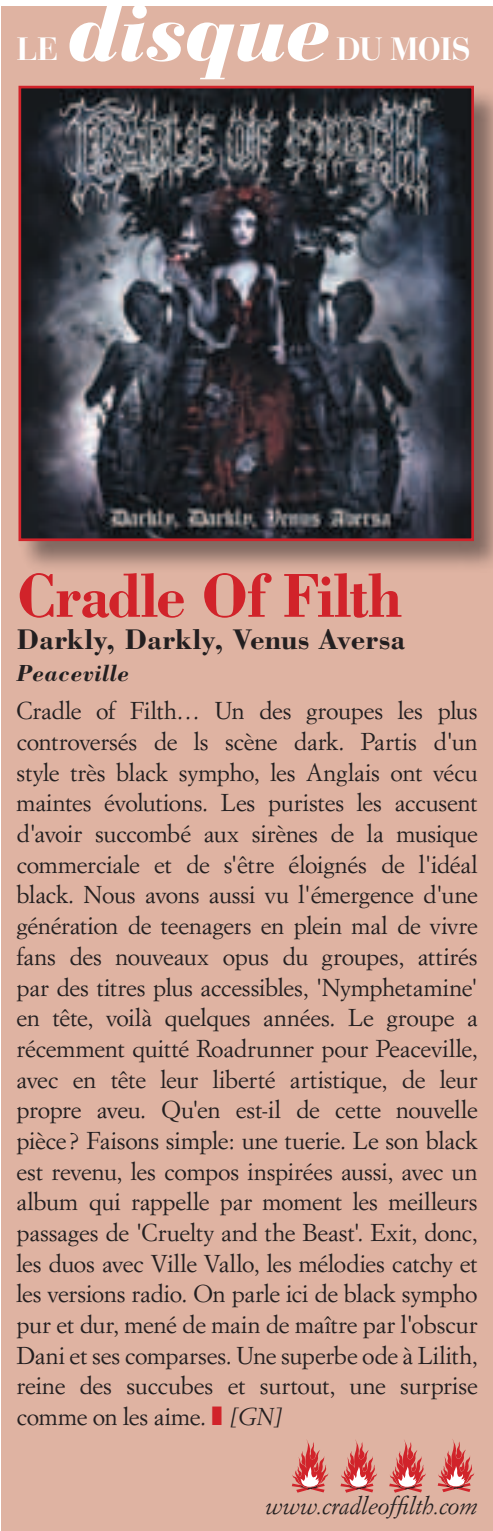 LE disque DU MOIS
CRADLE OF FILTH
Darkly, Darkly, Venus Aversa
Cradle Of Filth
Darkly, Darkly, Venus Aversa
Peaceville
Cradle of Filth… Un des groupes les plus
controversés de ls scène dark. Partis d'un
style très black sympho, les Anglais ont vécu
maintes évolutions. Les puristes les accusent
d'avoir succombé aux sirènes de la musique
commerciale et de s'être éloignés de l'idéal
black. Nous avons aussi vu l'émergence d'une
génération de teenagers en plein mal de vivre
fans des nouveaux opus du groupes, attirés
par des titres plus accessibles, 'Nymphetamine'
en tête, voilà quelques années. Le groupe a
récemment quitté Roadrunner pour Peaceville,
avec en tête leur liberté artistique, de leur
propre aveu. Qu'en est-il de cette nouvelle
pièce? Faisons simple: une tuerie. Le son black
est revenu, les compos inspirées aussi, avec un
album qui rappelle par moment les meilleurs
passages de 'Cruelty and the Beast'. Exit, donc,
les duos avec Ville Vallo, les mélodies catchy et
les versions radio. On parle ici de black sympho
pur et dur, mené de main de maître par l'obscur
Dani et ses comparses. Une superbe ode à Lilith,
reine des succubes et surtout, une surprise
comme on les aime. [GN]
www.cradleoffilth.com